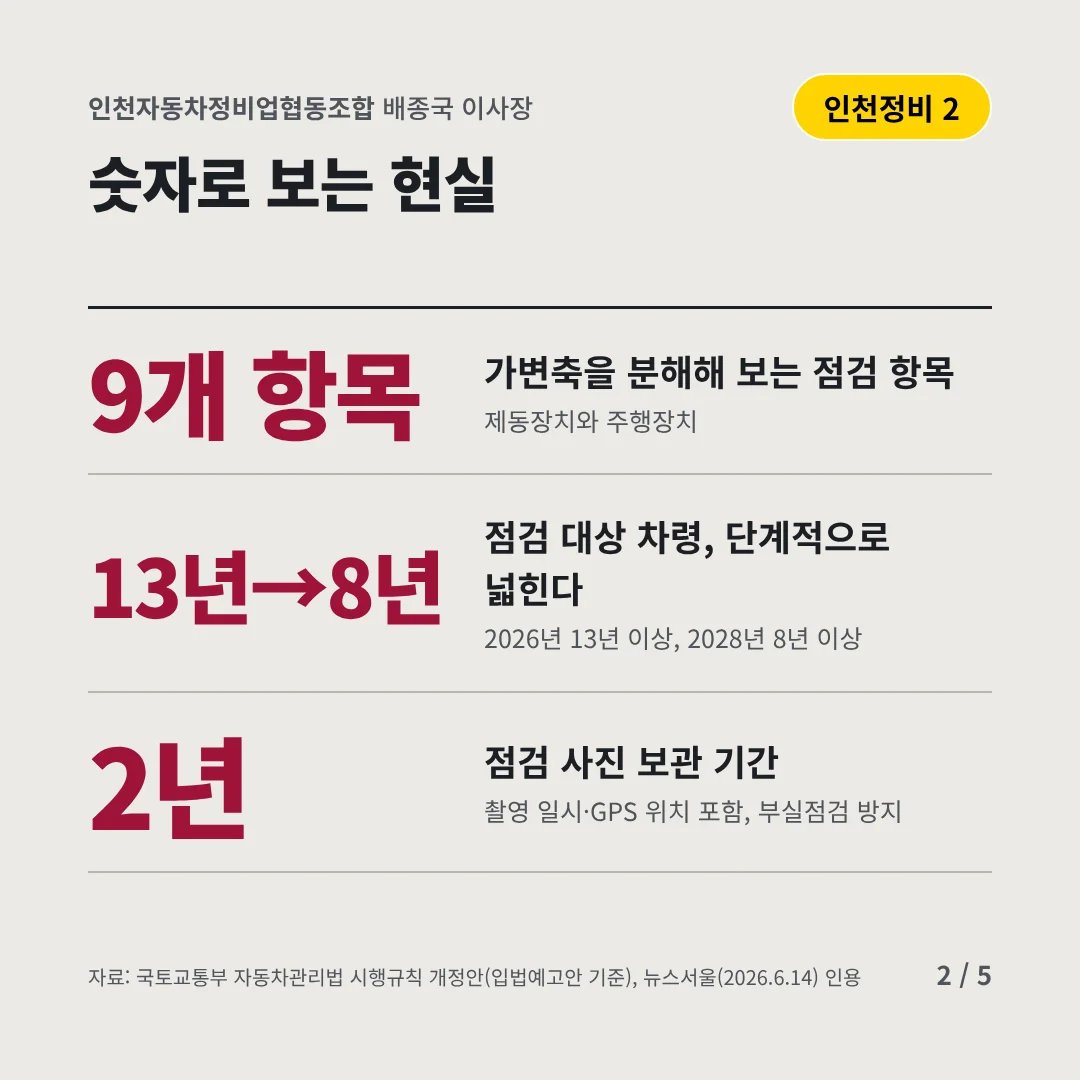 인천자동차정비업협동조합 배종국 이사장
인천정비 2
숫자로 보는 현실
9개 항목
가변축을 분해해 보는 점검 항목
제동장치와 주행장치
13년→8년
점검 대상 차령, 단계적으로
넓힌다
2026년 13년 이상, 2028년 8년 이상
2년
점검 사진 보관 기간
촬영 일시·GPS 위치 포함, 부실점검 방지
자료: 국토교통부 자동차관리법 시행규칙 개정안(입법예고안 기준), 뉴스서울(2026.6.14) 인용
2 / 5